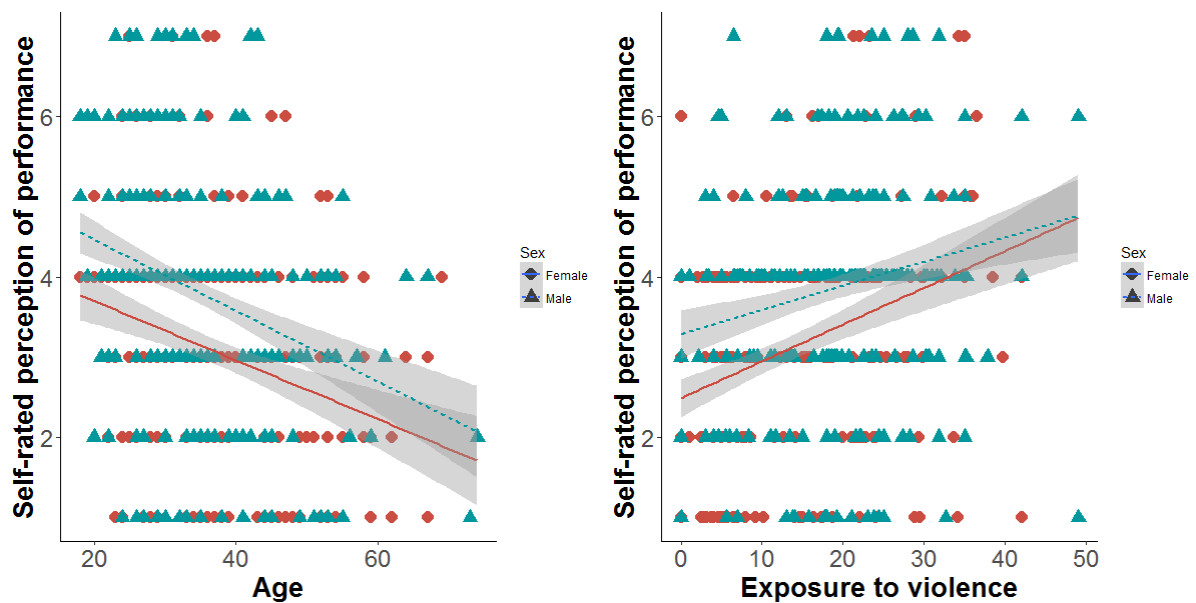 Self-rated perception of performance
6
4
2
20 40 60
Age
Sex
Female
Male
Self-rated perception of performance
6
4
2
0 10 20 30 40 50
Exposure to violence
Sex
Female
Male